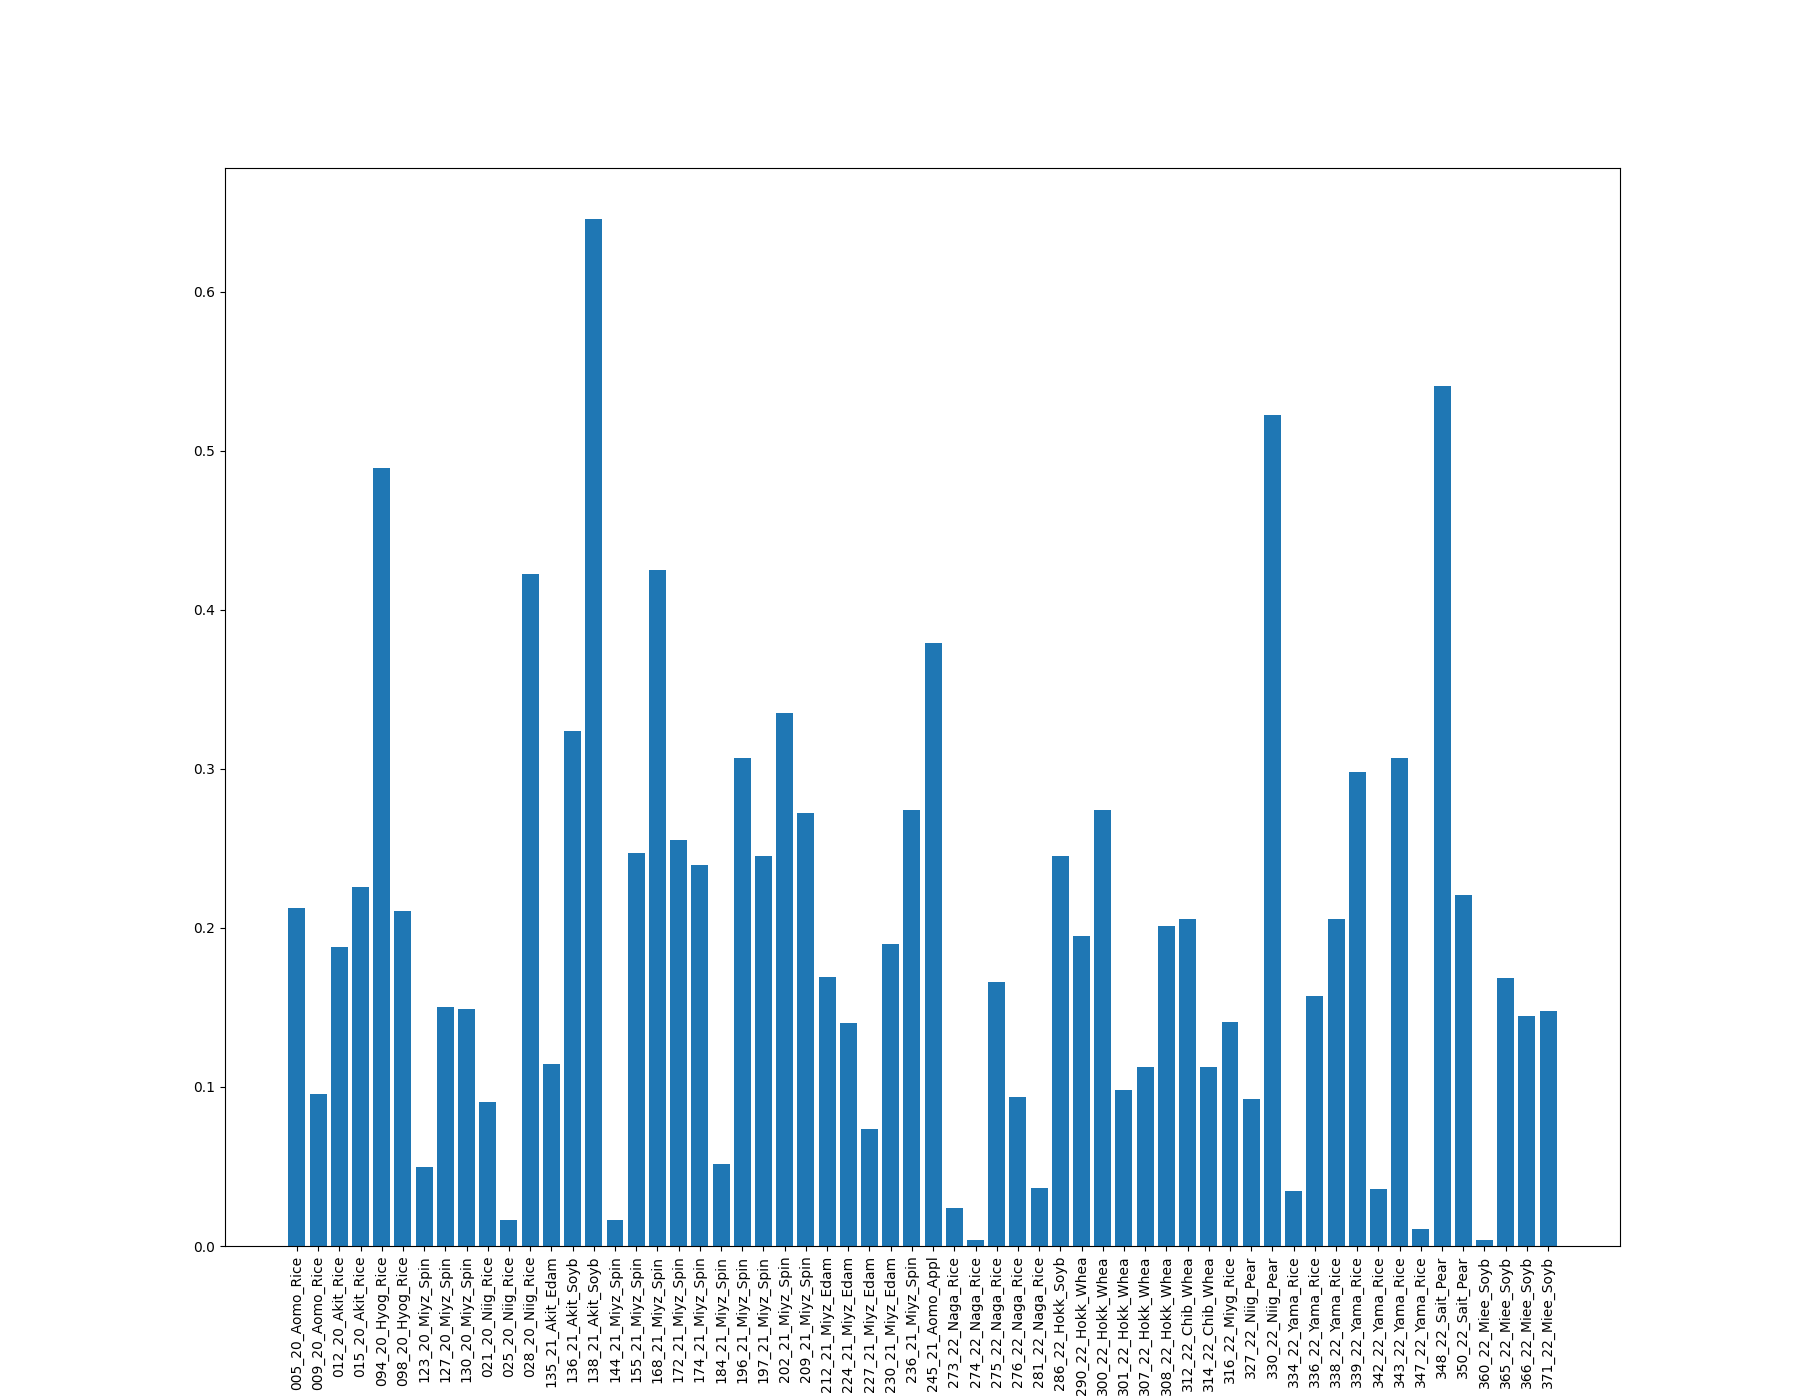 0.6
0.5
0.4
0.3
0.2
0.1
0.0
005_20_Aomo_Rice
009_20_Aomo_Rice
012_20_Akit_Rice
015_20_Akit_Rice
094_20_Hyog_Rice
098_20_Hyog_Rice
123_20_Miyz_Spin
127_20_Miyz_Spin
130_20_Miyz_Spin
021_20_Niig_Rice
025_20_Niig_Rice
028_20_Niig_Rice
135_21_Akit_Edam
136_21_Akit_Soyb
138_21_Akit_Soyb
144_21_Miyz_Spin
155_21_Miyz_Spin
168_21_Miyz_Spin
172_21_Miyz_Spin
174_21_Miyz_Spin
184_21_Miyz_Spin
196_21_Miyz_Spin
197_21_Miyz_Spin
202_21_Miyz_Spin
209_21_Miyz_Spin
212_21_Miyz_Edam
224_21_Miyz_Edam
227_21_Miyz_Edam
230_21_Miyz_Edam
236_21_Miyz_Spin
245_21_Aomo_Appl
273_22_Naga_Rice
274_22_Naga_Rice
275_22_Naga_Rice
276_22_Naga_Rice
281_22_Naga_Rice
286_22_Hokk_Soyb
290_22_Hokk_Whea
300_22_Hokk_Whea
301_22_Hokk_Whea
307_22_Hokk_Whea
308_22_Hokk_Whea
312_22_Chib_Whea
314_22_Chib_Whea
316_22_Miyg_Rice
327_22_Niig_Pear
330_22_Niig_Pear
334_22_Yama_Rice
336_22_Yama_Rice
338_22_Yama_Rice
339_22_Yama_Rice
342_22_Yama_Rice
343_22_Yama_Rice
347_22_Yama_Rice
348_22_Sait_Pear
350_22_Sait_Pear
360_22_Miee_Soyb
365_22_Miee_Soyb
366_22_Miee_Soyb
371_22_Miee_Soyb